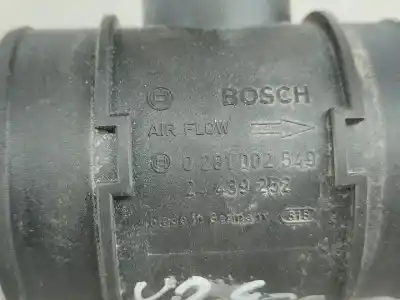 BOSCH
AIR FLOW
0 281 002 549
24 439 252
Made in Germany